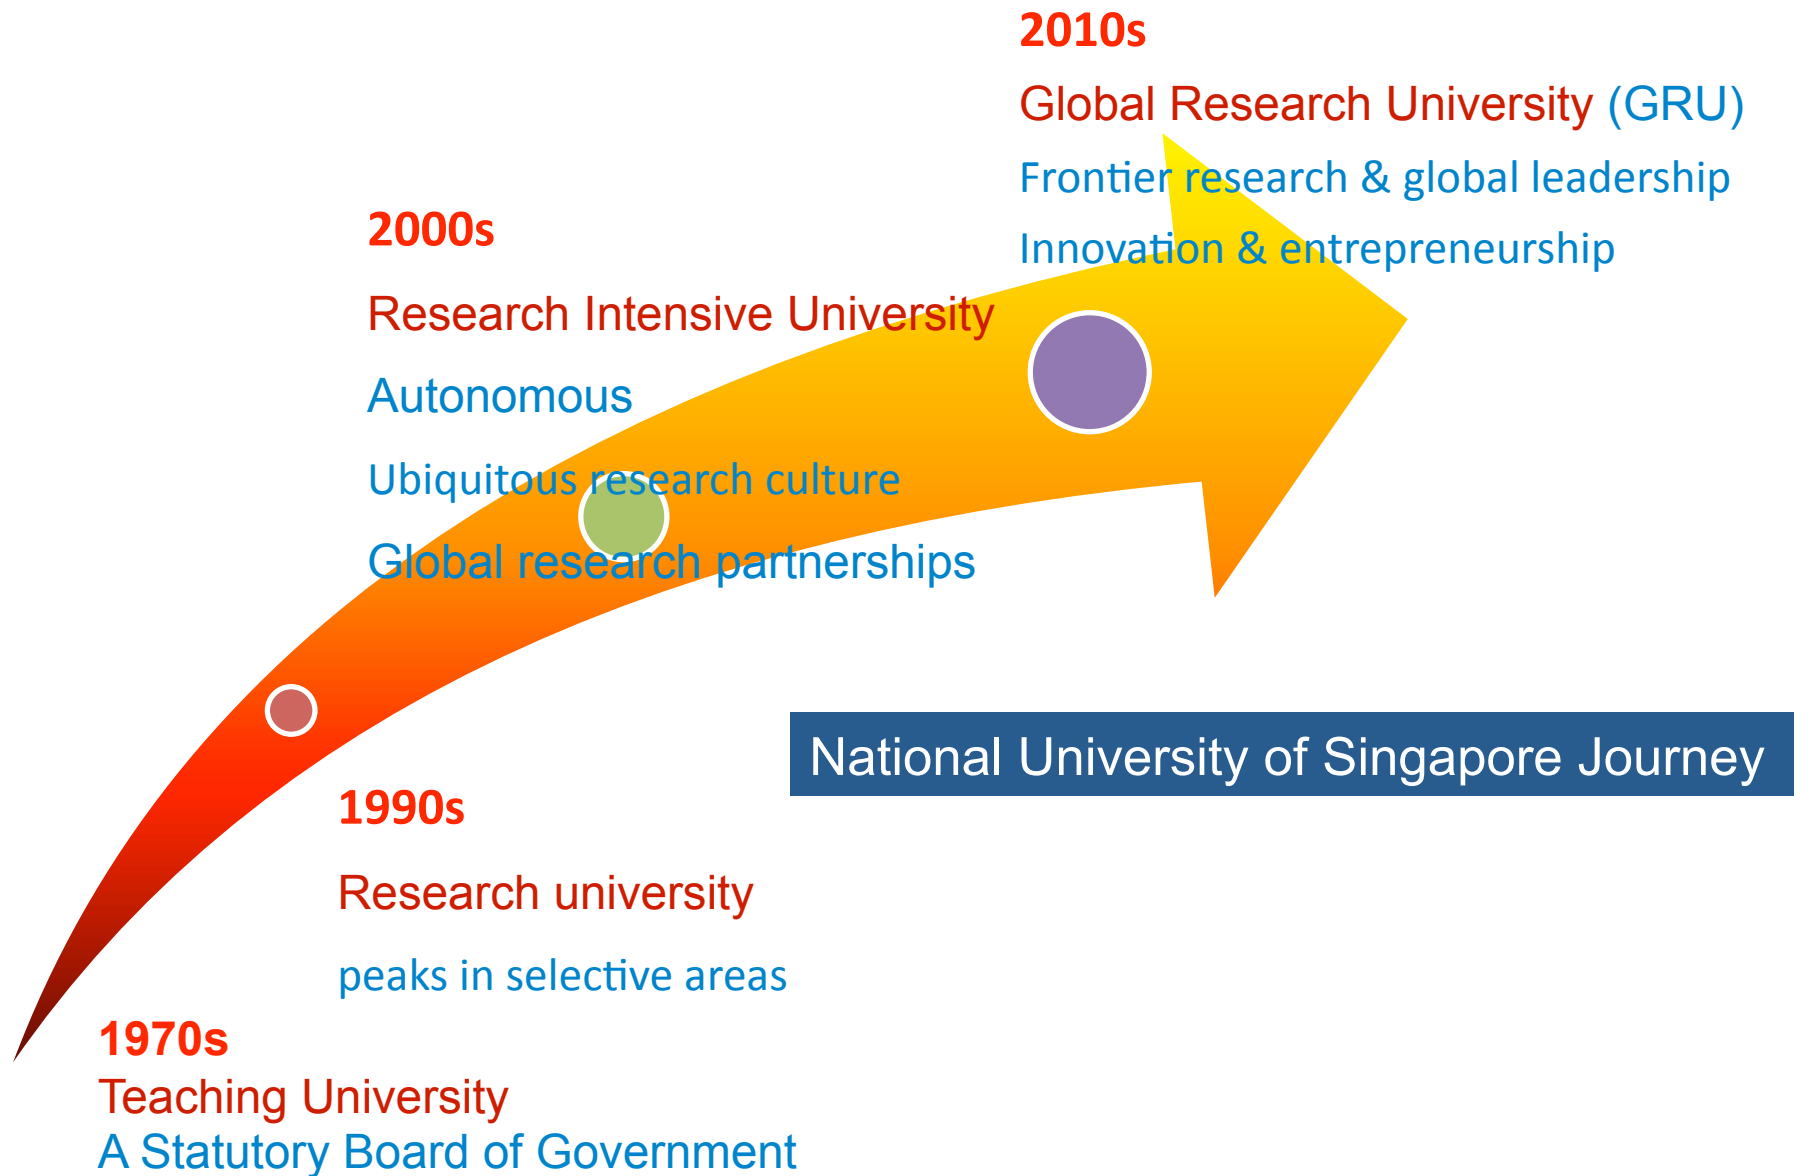 2010s
Global Research University (GRU)
Frontier research & global leadership
Innovation & entrepreneurship
2000s
Research Intensive University
Autonomous
Ubiquitous research culture
Global research partnerships
National University of Singapore Journey
1990s
Research university
peaks in selective areas
1970s
Teaching University
A Statutory Board of Government